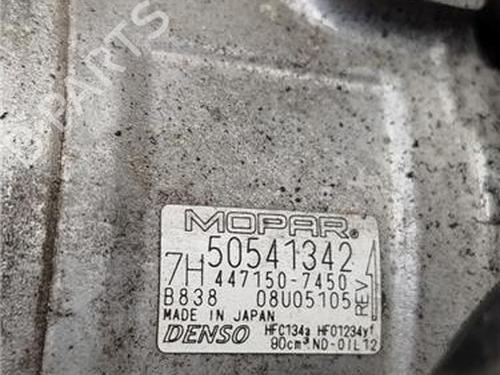 MOPAR®
7H 50541342
447150-7450
B838 08U05105
REV
MADE IN JAPAN
DENSO HFC134a HFO1234yf
90cm³ ND-OIL12